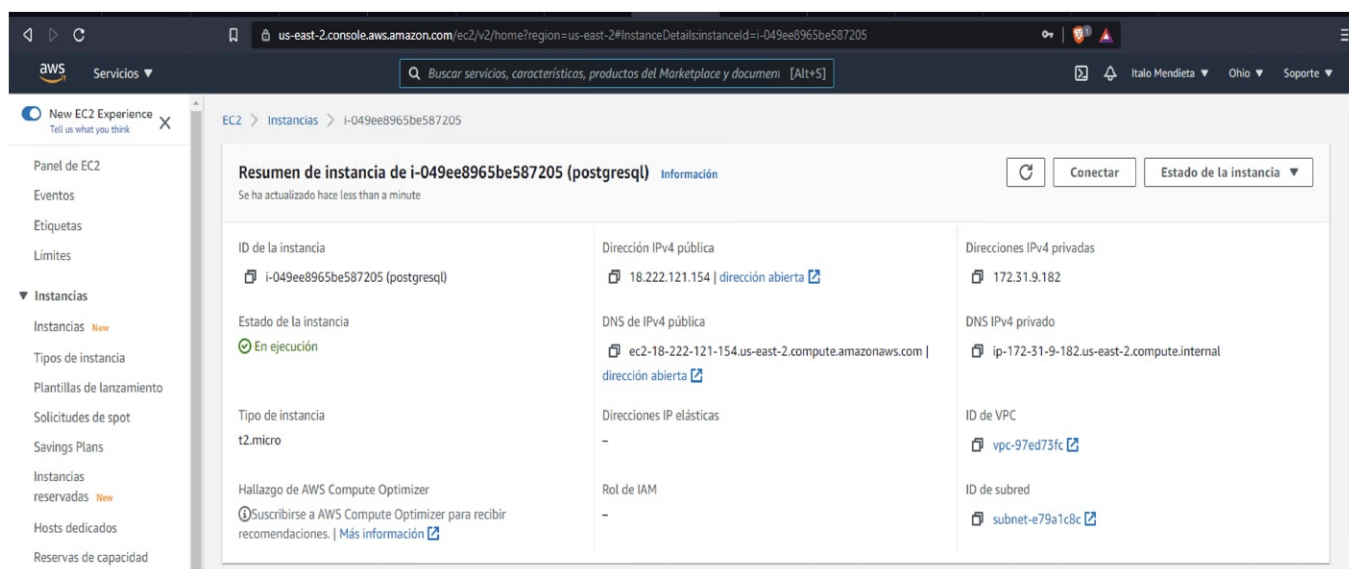 us-east-2.console.aws.amazon.com/ec2/v2/home?region=us-east-2#InstanceDetails:instanceId=i-049ee8965be587205
aws
Servicios ▼
Buscar servicios, características, productos del Marketplace y documen [Alt+S]
Italo Mendieta ▼
Ohio ▼
Soporte ▼
New EC2 Experience
Tell us what you think
Panel de EC2
Eventos
Etiquetas
Límites
▼ Instancias
Instancias New
Tipos de instancia
Plantillas de lanzamiento
Solicitudes de spot
Savings Plans
Instancias
reservadas New
Hosts dedicados
Reservas de capacidad
EC2 > Instancias > i-049ee8965be587205
Resumen de instancia de i-049ee8965be587205 (postgresql) Información
Se ha actualizado hace less than a minute
Conectar
Estado de la instancia ▼
ID de la instancia
i-049ee8965be587205 (postgresql)
Dirección IPv4 pública
18.222.121.154 | dirección abierta
Direcciones IPv4 privadas
172.31.9.182
Estado de la instancia
En ejecución
DNS de IPv4 pública
ec2-18-222-121-154.us-east-2.compute.amazonaws.com |
dirección abierta
DNS IPv4 privado
ip-172-31-9-182.us-east-2.compute.internal
Tipo de instancia
t2.micro
Direcciones IP elásticas
–
ID de VPC
vpc-97ed73fc
Hallazgo de AWS Compute Optimizer
Suscribirse a AWS Compute Optimizer para recibir
recomendaciones. | Más información
Rol de IAM
–
ID de subred
subnet-e79a1c8c